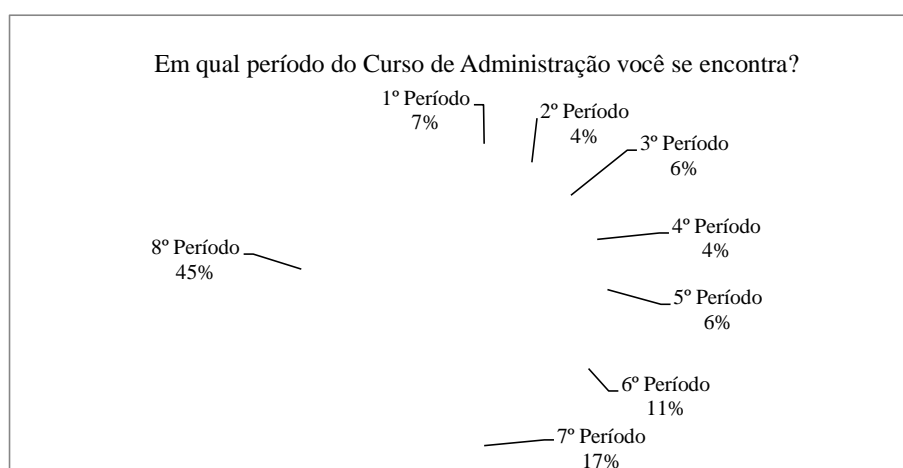 Em qual período do Curso de Administração você se encontra?
1º Período
7%
2º Período
4%
3º Período
6%
4º Período
4%
5º Período
6%
6º Período
11%
7º Período
17%
8º Período
45%